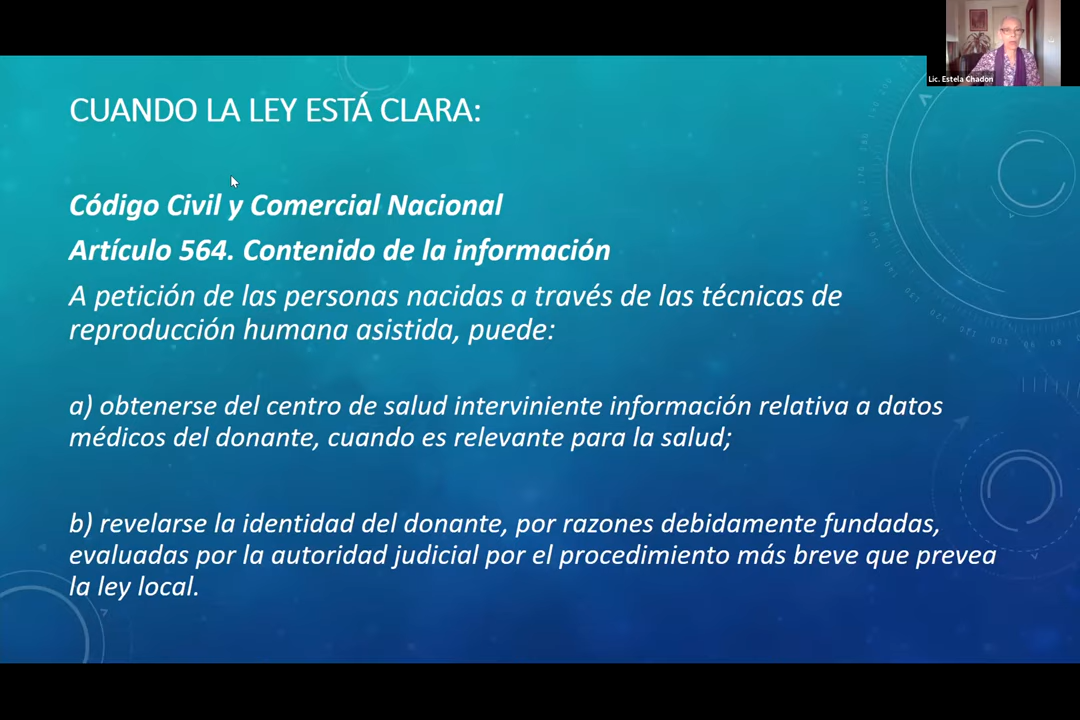 Lic. Estela Chadón
CUANDO LA LEY ESTÁ CLARA:
Código Civil y Comercial Nacional
Artículo 564. Contenido de la información
A petición de las personas nacidas a través de las técnicas de
reproducción humana asistida, puede:
a) obtenerse del centro de salud interviniente información relativa a datos
médicos del donante, cuando es relevante para la salud;
b) revelarse la identidad del donante, por razones debidamente fundadas,
evaluadas por la autoridad judicial por el procedimiento más breve que prevea
la ley local.